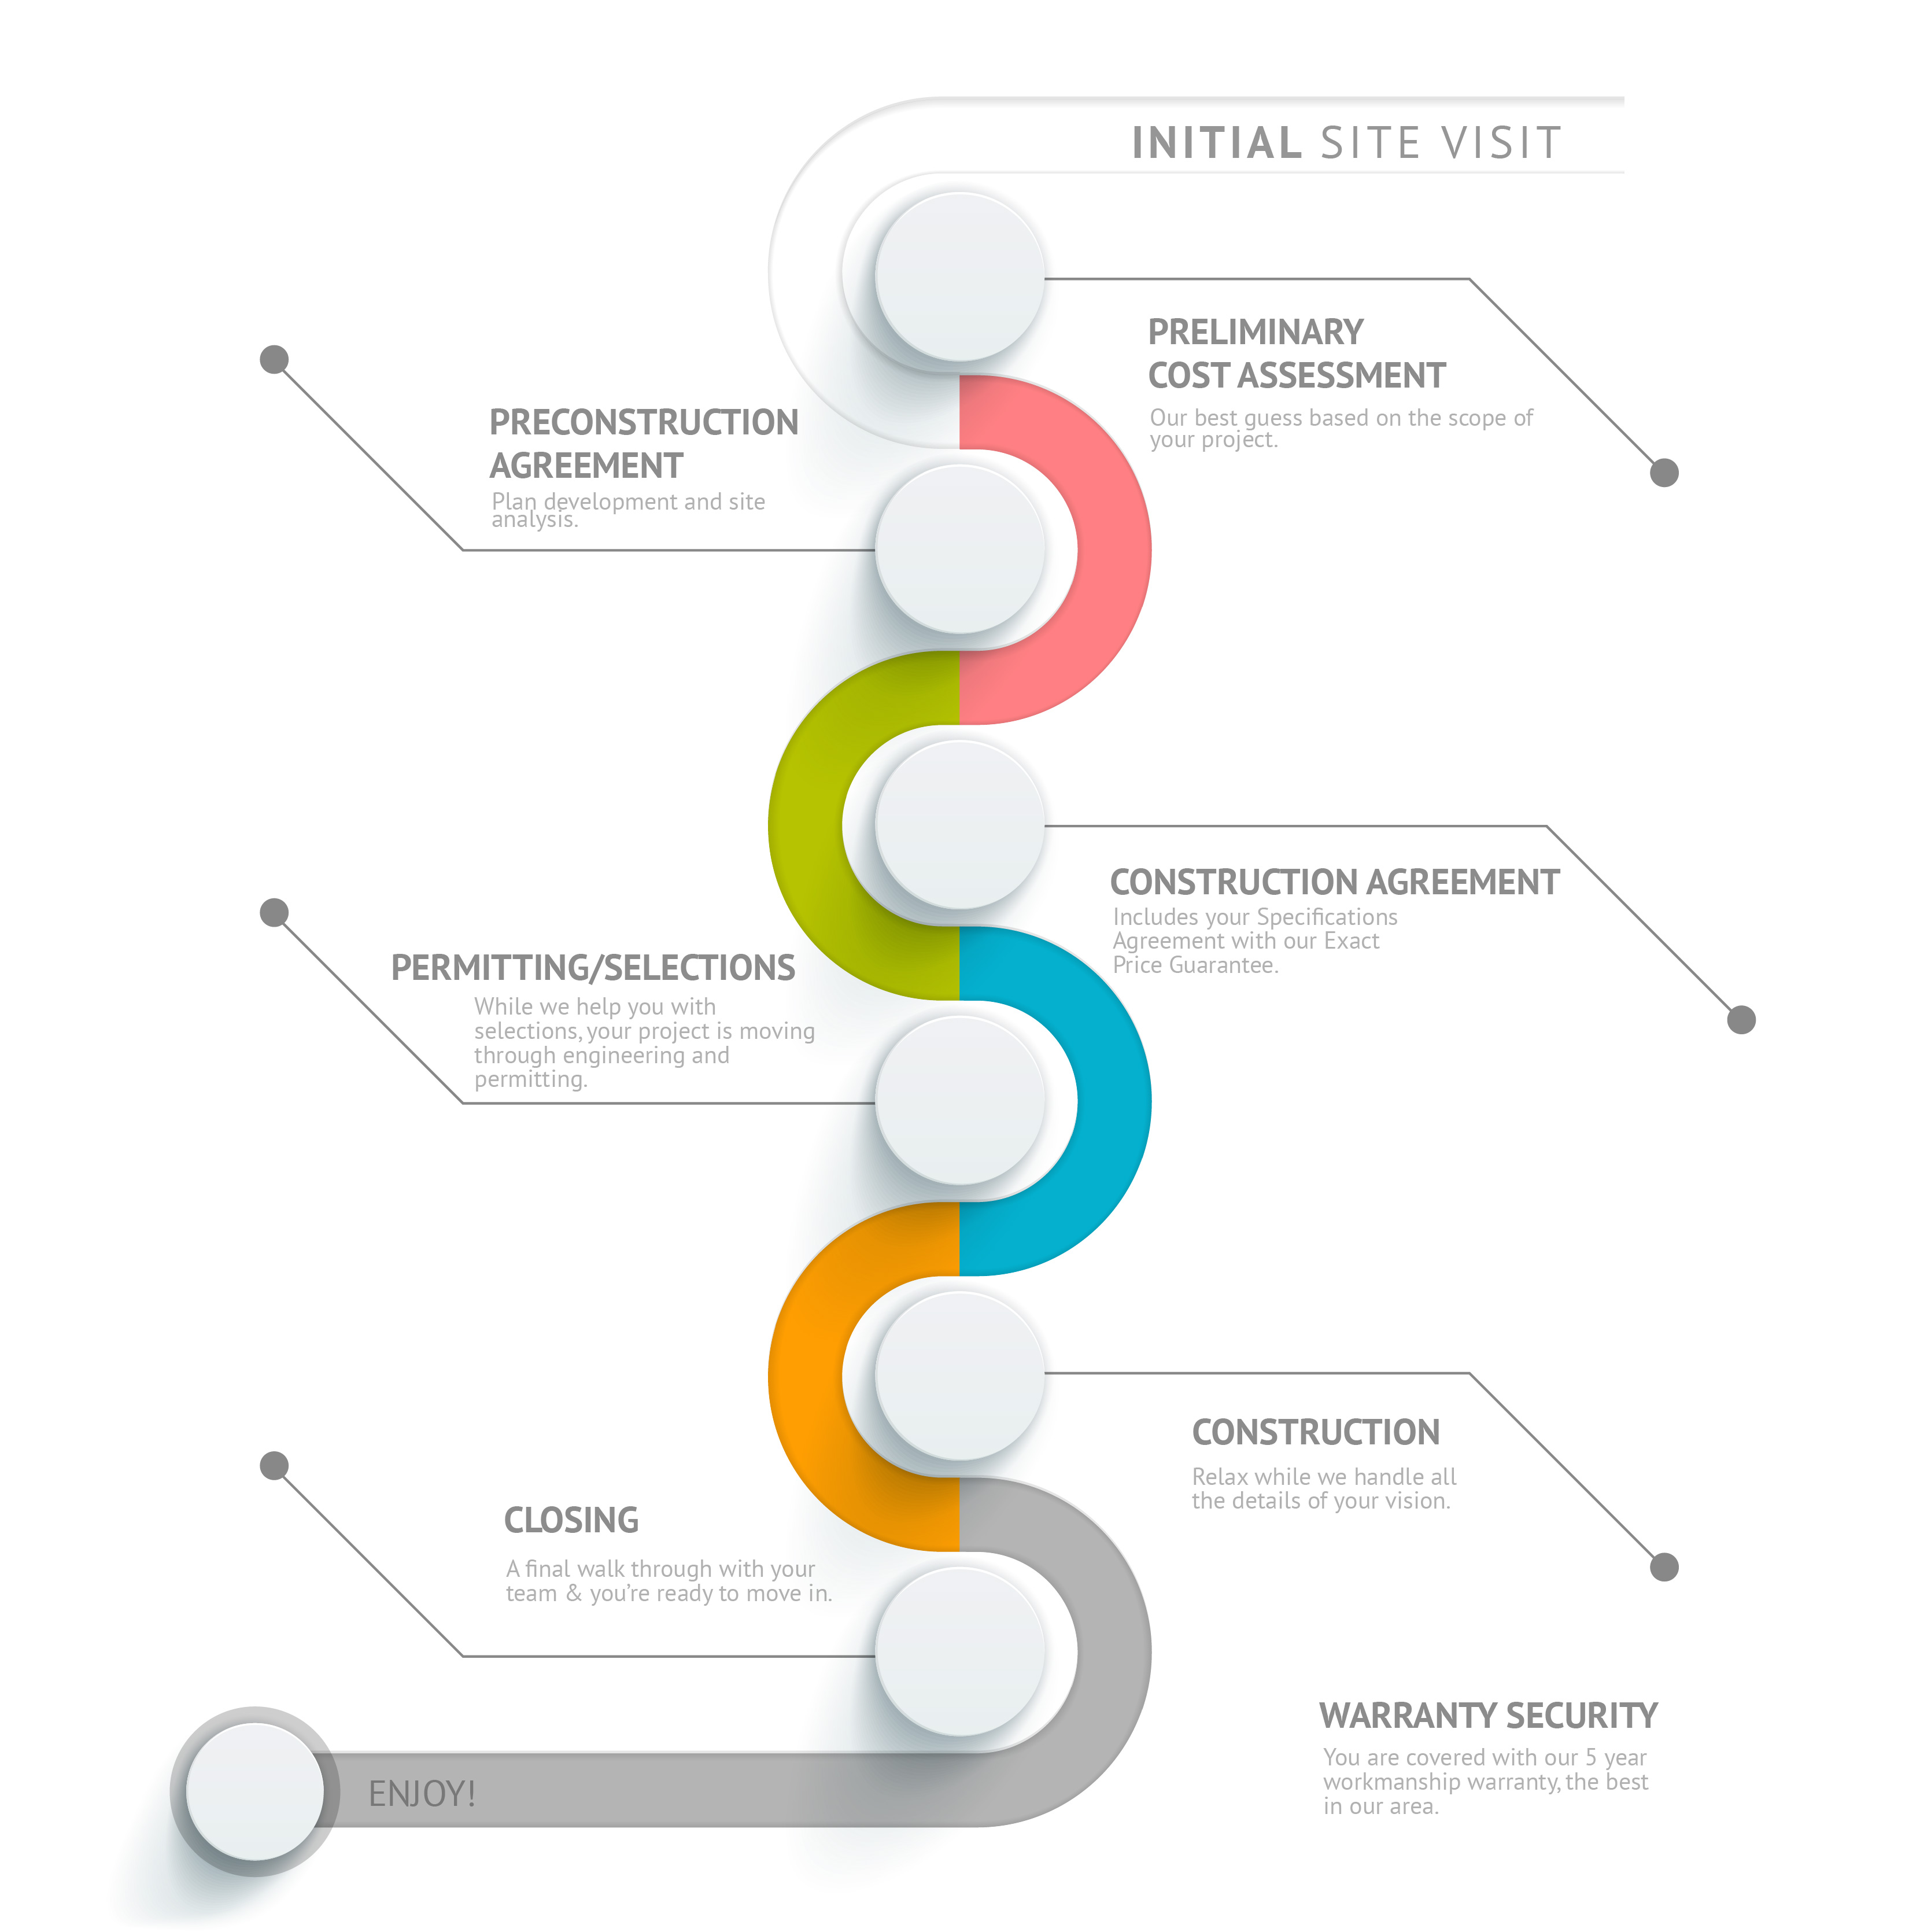 INITIAL SITE VISIT
PRELIMINARY
COST ASSESSMENT
Our best guess based on the scope of
your project.
PRECONSTRUCTION
AGREEMENT
Plan development and site
analysis.
CONSTRUCTION AGREEMENT
Includes your Specifications
Agreement with our Exact
Price Guarantee.
PERMITTING/SELECTIONS
While we help you with
selections, your project is moving
through engineering and
permitting.
CONSTRUCTION
Relax while we handle all
the details of your vision.
CLOSING
A final walk through with your
team & you’re ready to move in.
WARRANTY SECURITY
You are covered with our 5 year
workmanship warranty, the best
in our area.
ENJOY!